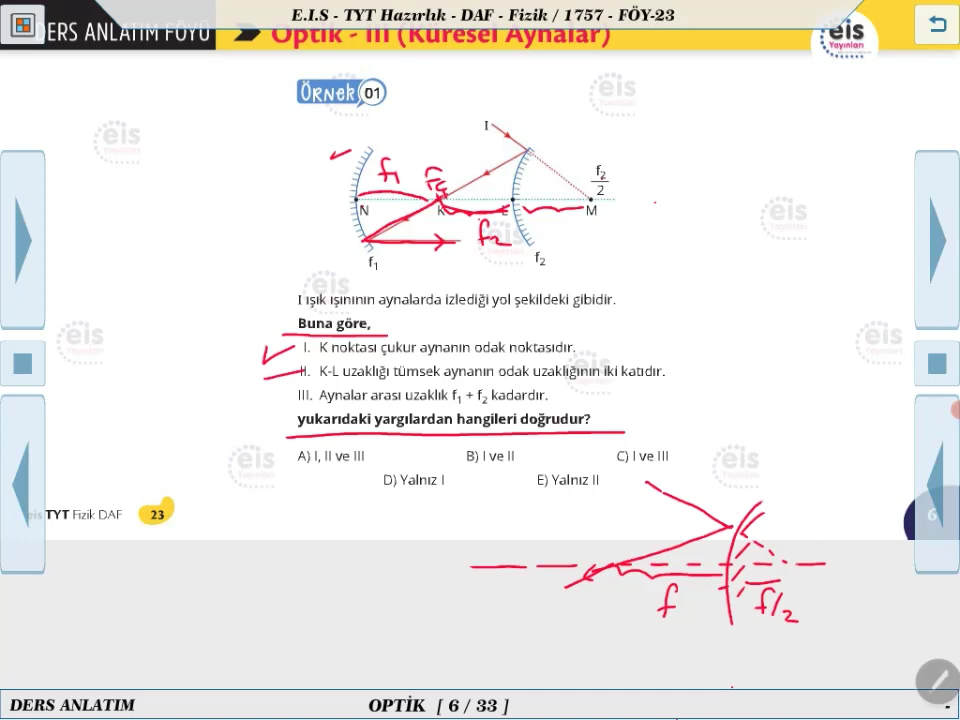 E.I.S - TYT Hazırlık - DAF - Fizik / 1757 - FÖY-23
DERS ANLATIM FÖYÜ
Optik - III (Küresel Aynalar)
eis
Yayınları
ÖRNEK 01
I
f₁
f₂/2
N
K
L
M
f₂
f₁
f₂
I ışık ışınının aynalarda izlediği yol şekildeki gibidir.
Buna göre,
I. K noktası çukur aynanın odak noktasıdır.
II. K-L uzaklığı tümsek aynanın odak uzaklığının iki katıdır.
III. Aynalar arası uzaklık f₁ + f₂ kadardır.
yukarıdaki yargılardan hangileri doğrudur?
A) I, II ve III
B) I ve II
C) I ve III
D) Yalnız I
E) Yalnız II
eis TYT Fizik DAF 23
6
f
f/2
DERS ANLATIM
OPTİK [ 6 / 33 ]
-